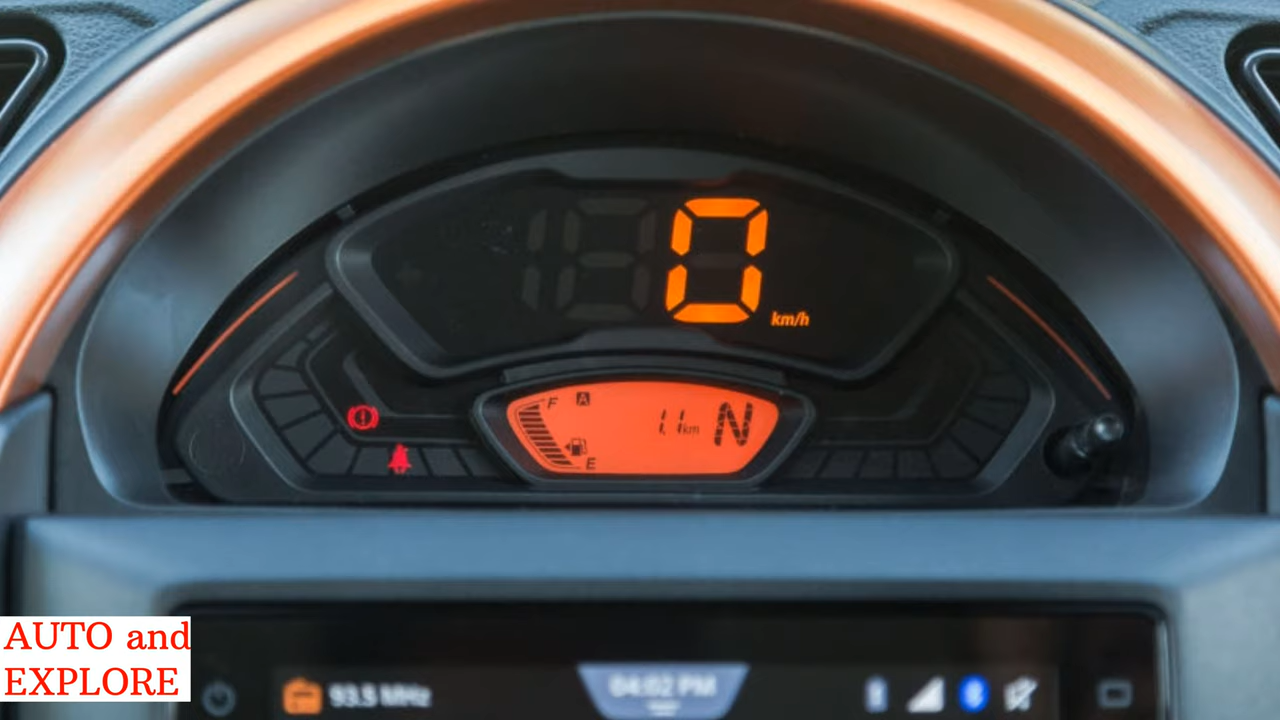 0
km/h
F A
1.1 km N
E
AUTO and
EXPLORE
93.5 MHz
04:02 PM